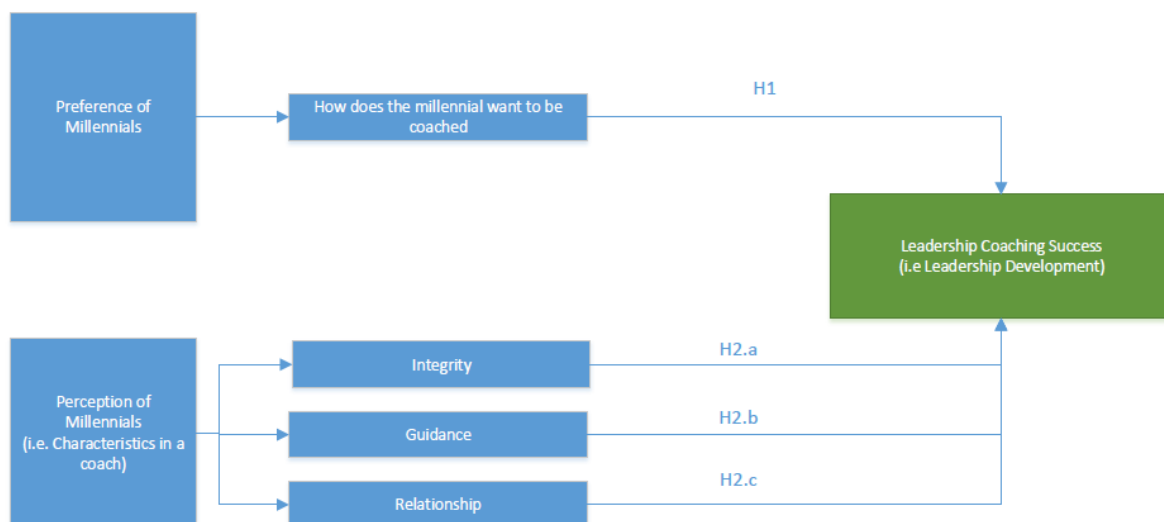 Preference of
Millennials
How does the millennial want to be
coached
H1
Leadership Coaching Success
(i.e Leadership Development)
Perception of
Millennials
(i.e. Characteristics in a
coach)
Integrity
H2.a
Guidance
H2.b
Relationship
H2.c